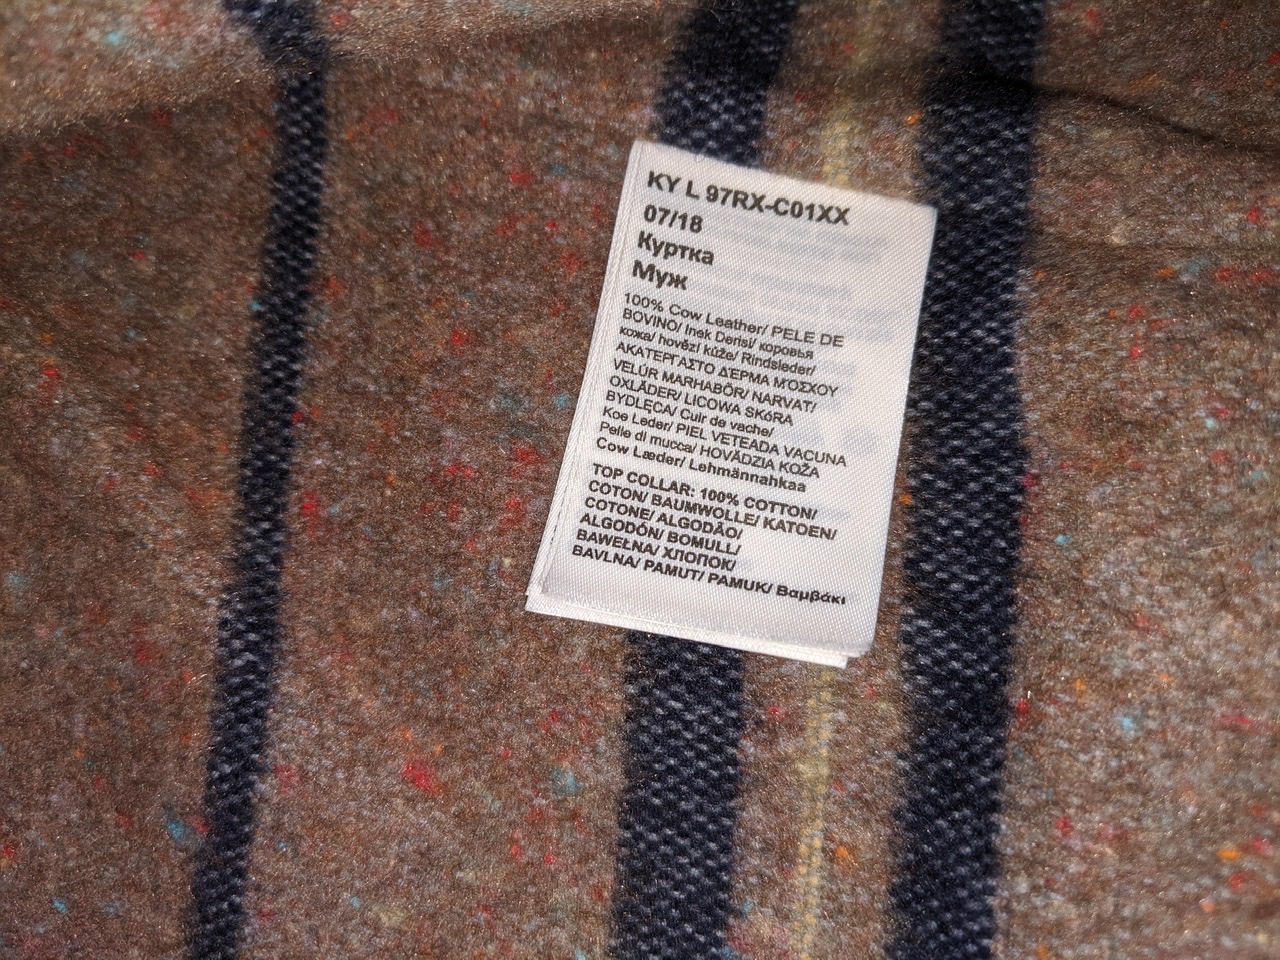 KY L 97RX-C01XX
07/18
Куртка
Муж
100% Cow Leather/ PELE DE
BOVINO/ Inek Derisi/ коровья
кожа/ hovězí kůže/ Rindsleder/
ΑΚΑΤΕΡΓΑΣΤΟ ΔΈΡΜΑ ΜΌΣΧΟΥ
VELÚR MARHABŐR/ NARVAT/
OXLÄDER/ LICOWA SKóRA
BYDLĘCA/ Cuir de vache/
Koe Leder/ PIEL VETEADA VACUNA
Pelle di mucca/ HOVÄDZIA KOŽA
Cow Læder/ Lehmännahkaa
TOP COLLAR: 100% COTTON/
COTON/ BAUMWOLLE/ KATOEN/
COTONE/ ALGODÃO/
ALGODÓN/ BOMULL/
BAWEŁNA/ ХЛОПОК/
BAVLNA/ PAMUT/ PAMUK/ Βαμβάκι